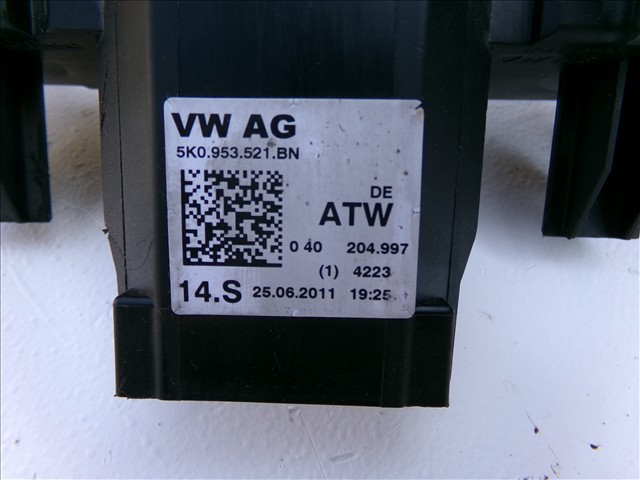 VW AG
5K0.953.521.BN
DE
ATW
0 40 204.997
(1) 4223
14.S 25.06.2011 19:25